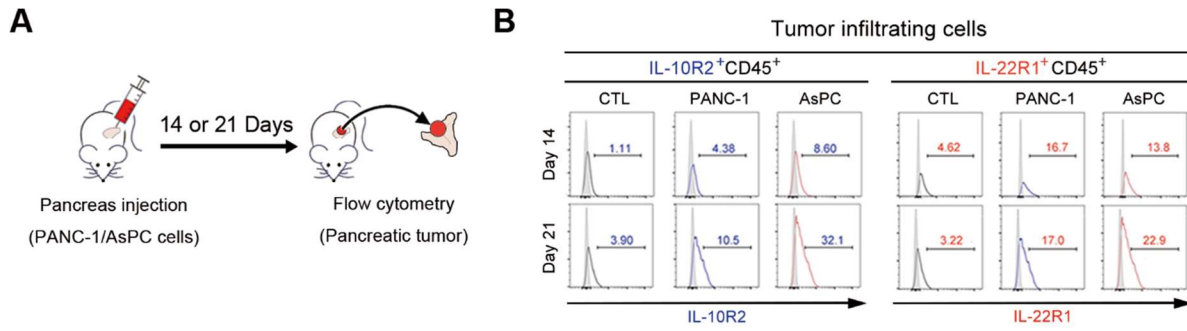 A
14 or 21 Days
Pancreas injection
(PANC-1/AsPC cells)
Flow cytometry
(Pancreatic tumor)
B
Tumor infiltrating cells
IL-10R2⁺CD45⁺
IL-22R1⁺CD45⁺
CTL PANC-1 AsPC CTL PANC-1 AsPC
Day 14
1.11 4.38 8.60 4.62 16.7 13.8
Day 21
3.90 10.5 32.1 3.22 17.0 22.9
IL-10R2
IL-22R1